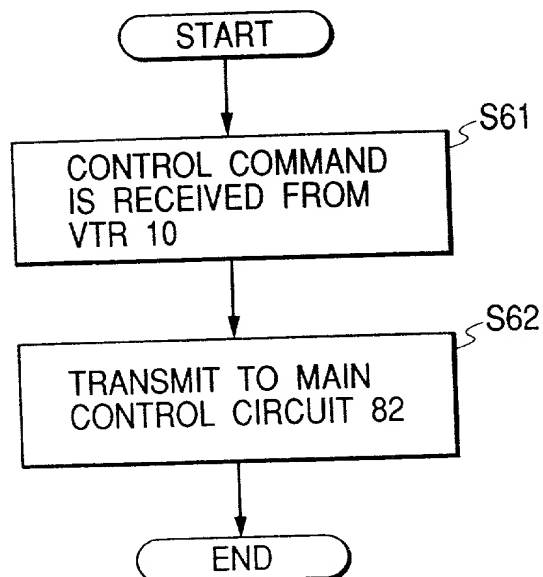 START
S61
CONTROL COMMAND
IS RECEIVED FROM
VTR 10
S62
TRANSMIT TO MAIN
CONTROL CIRCUIT 82
END